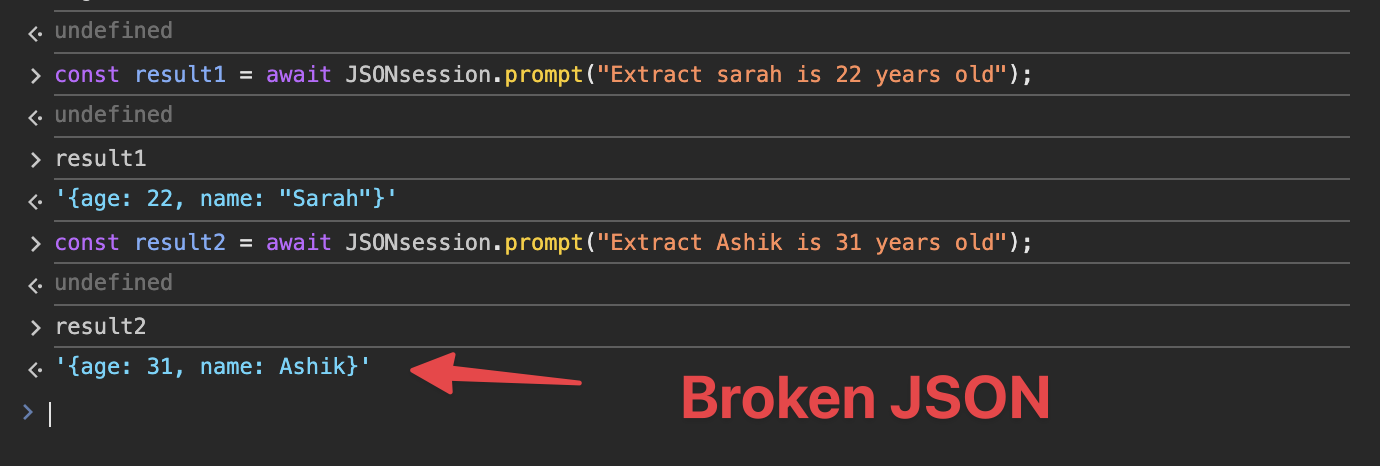 undefined
const result1 = await JSONsession.prompt("Extract sarah is 22 years old");
undefined
result1
'{age: 22, name: "Sarah"}'
const result2 = await JSONsession.prompt("Extract Ashik is 31 years old");
undefined
result2
'{age: 31, name: Ashik}'
Broken JSON